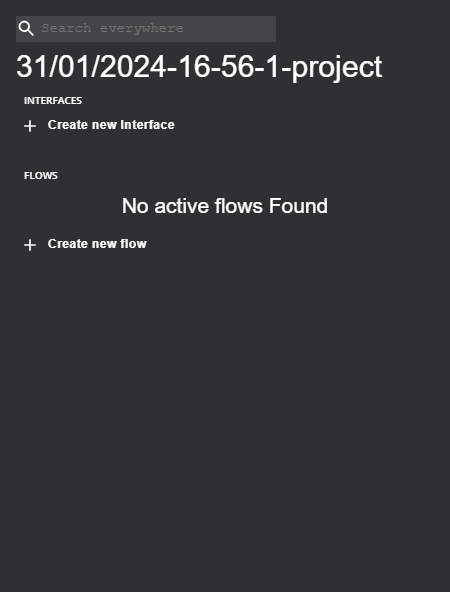 Search everywhere
31/01/2024-16-56-1-project
INTERFACES
Create new Interface
FLOWS
No active flows Found
Create new flow